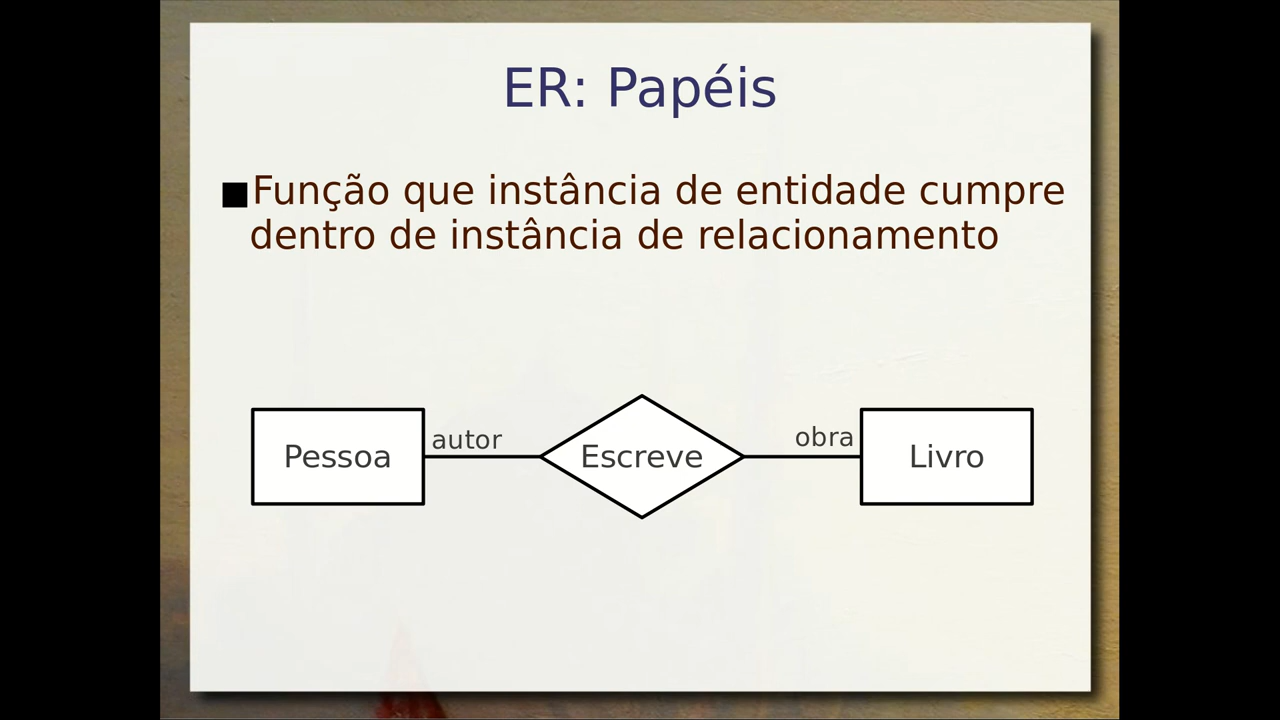 ER: Papéis
■Função que instância de entidade cumpre
dentro de instância de relacionamento
Pessoa
autor
Escreve
obra
Livro